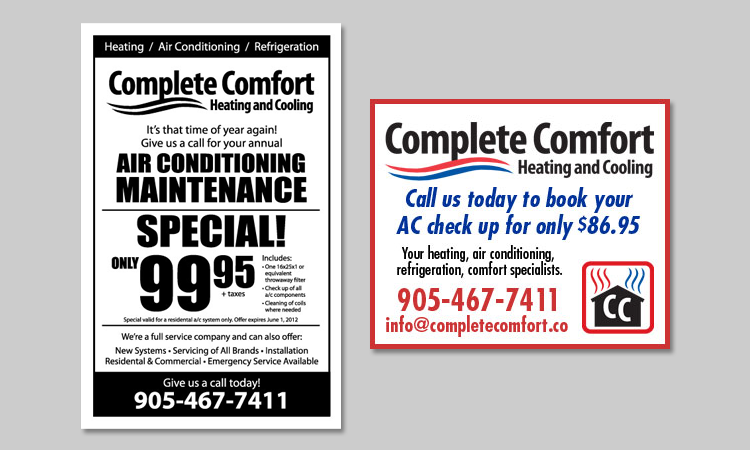 Heating / Air Conditioning / Refrigeration
Complete Comfort
Heating and Cooling
It's that time of year again!
Give us a call for your annual
AIR CONDITIONING
MAINTENANCE
SPECIAL!
ONLY 99 95
+ taxes
Includes:
• One 16x25x1 or
equivalent
throwaway filter
• Check up of all
a/c components
• Cleaning of coils
where needed
Special valid for a residential a/c system only. Offer expires June 1, 2012
We're a full service company and can also offer:
New Systems • Servicing of All Brands • Installation
Residental & Commercial • Emergency Service Available
Give us a call today!
905-467-7411
Complete Comfort
Heating and Cooling
Call us today to book your
AC check up for only $86.95
Your heating, air conditioning,
refrigeration, comfort specialists.
905-467-7411
info@completecomfort.co
CC